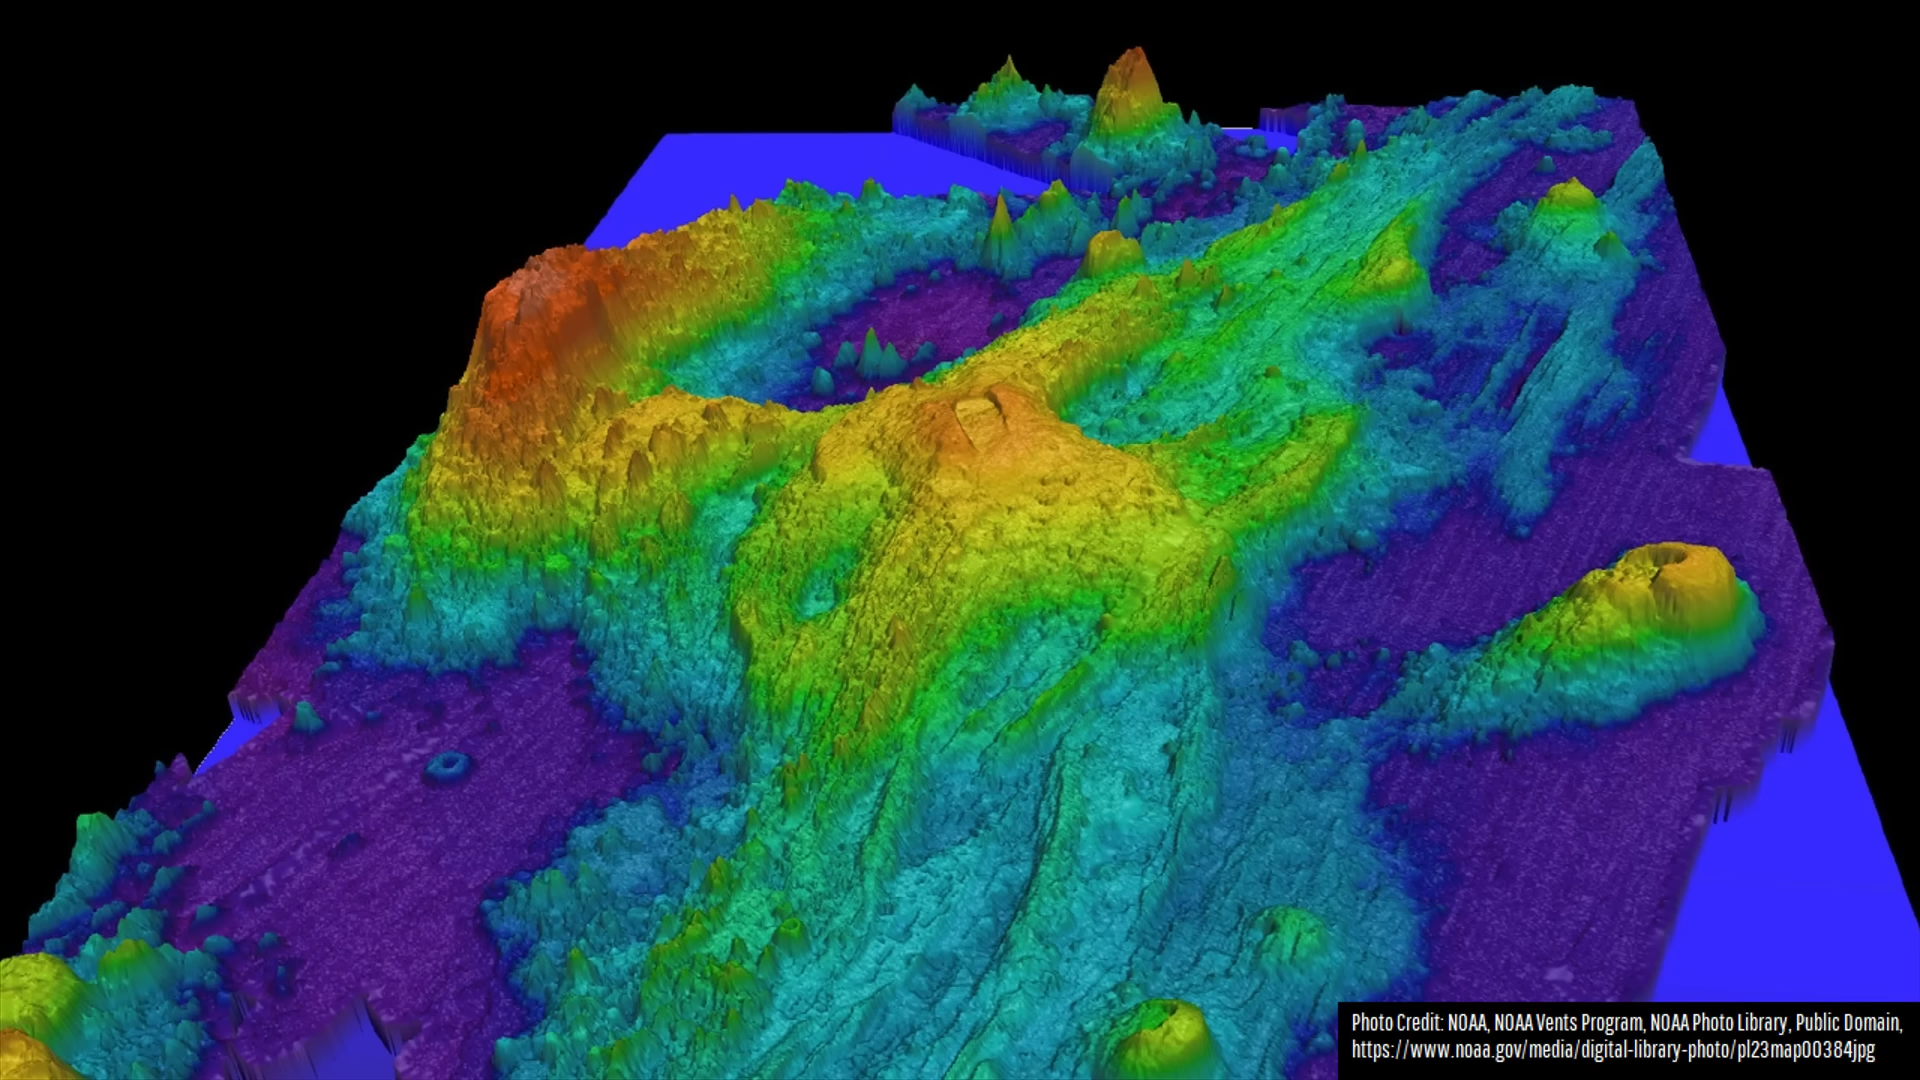 Photo Credit: NOAA, NOAA Vents Program, NOAA Photo Library, Public Domain,
https://www.noaa.gov/media/digital-library-photo/pl23map00384jpg